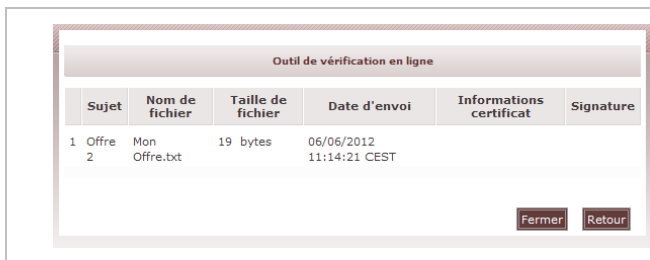 Outil de vérification en ligne
Sujet Nom de fichier Taille de fichier Date d'envoi Informations certificat Signature
1 Offre Mon 19 bytes 06/06/2012
2 Offre.txt 11:14:21 CEST
Fermer Retour